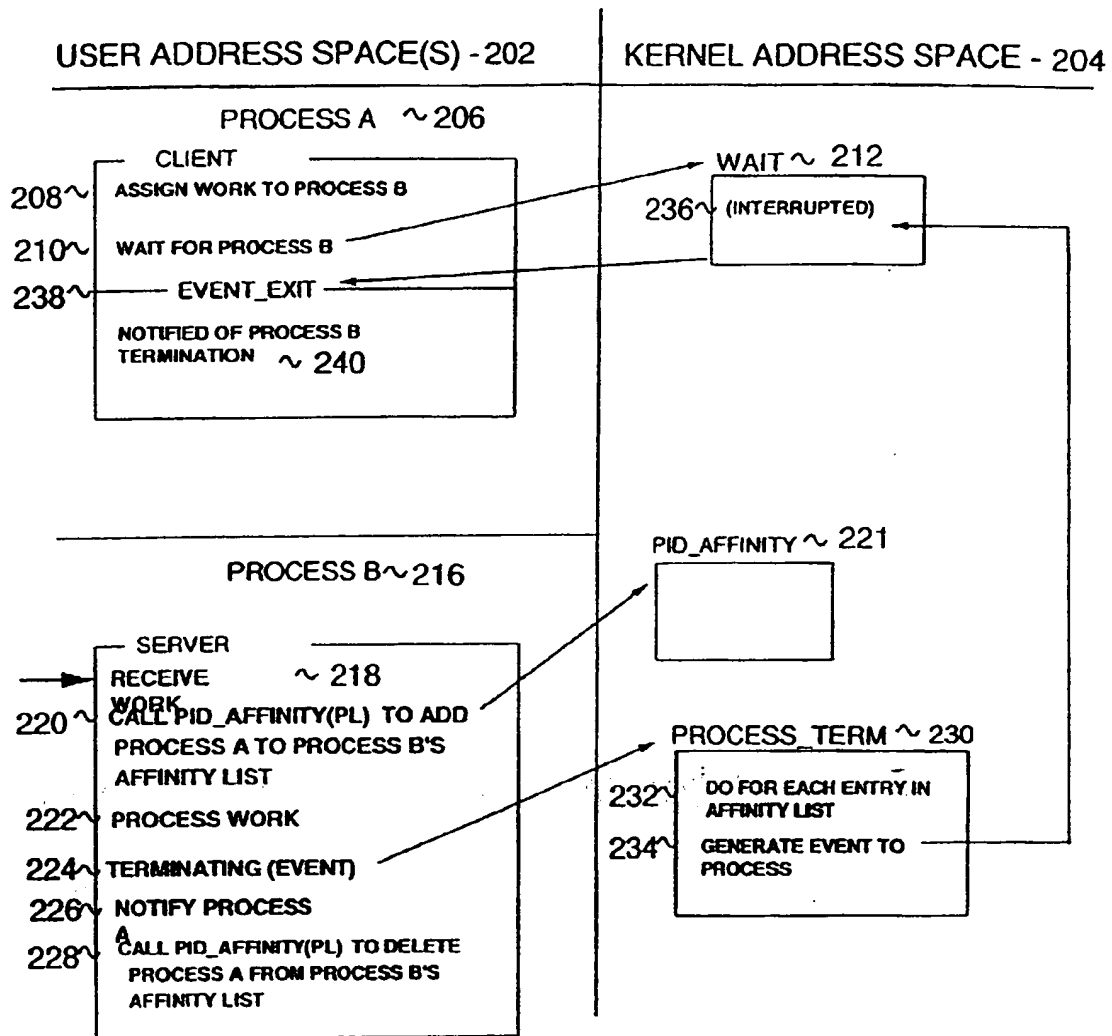 USER ADDRESS SPACE(S) - 202
KERNEL ADDRESS SPACE - 204
PROCESS A ~ 206
CLIENT
208~ ASSIGN WORK TO PROCESS B
210~ WAIT FOR PROCESS B
238~ EVENT_EXIT
NOTIFIED OF PROCESS B
TERMINATION ~ 240
WAIT ~ 212
236~ (INTERRUPTED)
PROCESS B~216
SERVER
RECEIVE ~ 218
WORK
220~ CALL PID_AFFINITY(PL) TO ADD
PROCESS A TO PROCESS B'S
AFFINITY LIST
222~ PROCESS WORK
224~ TERMINATING (EVENT)
226~ NOTIFY PROCESS
A
228~ CALL PID_AFFINITY(PL) TO DELETE
PROCESS A FROM PROCESS B'S
AFFINITY LIST
PID_AFFINITY ~ 221
PROCESS_TERM ~ 230
232~ DO FOR EACH ENTRY IN
AFFINITY LIST
234~ GENERATE EVENT TO
PROCESS